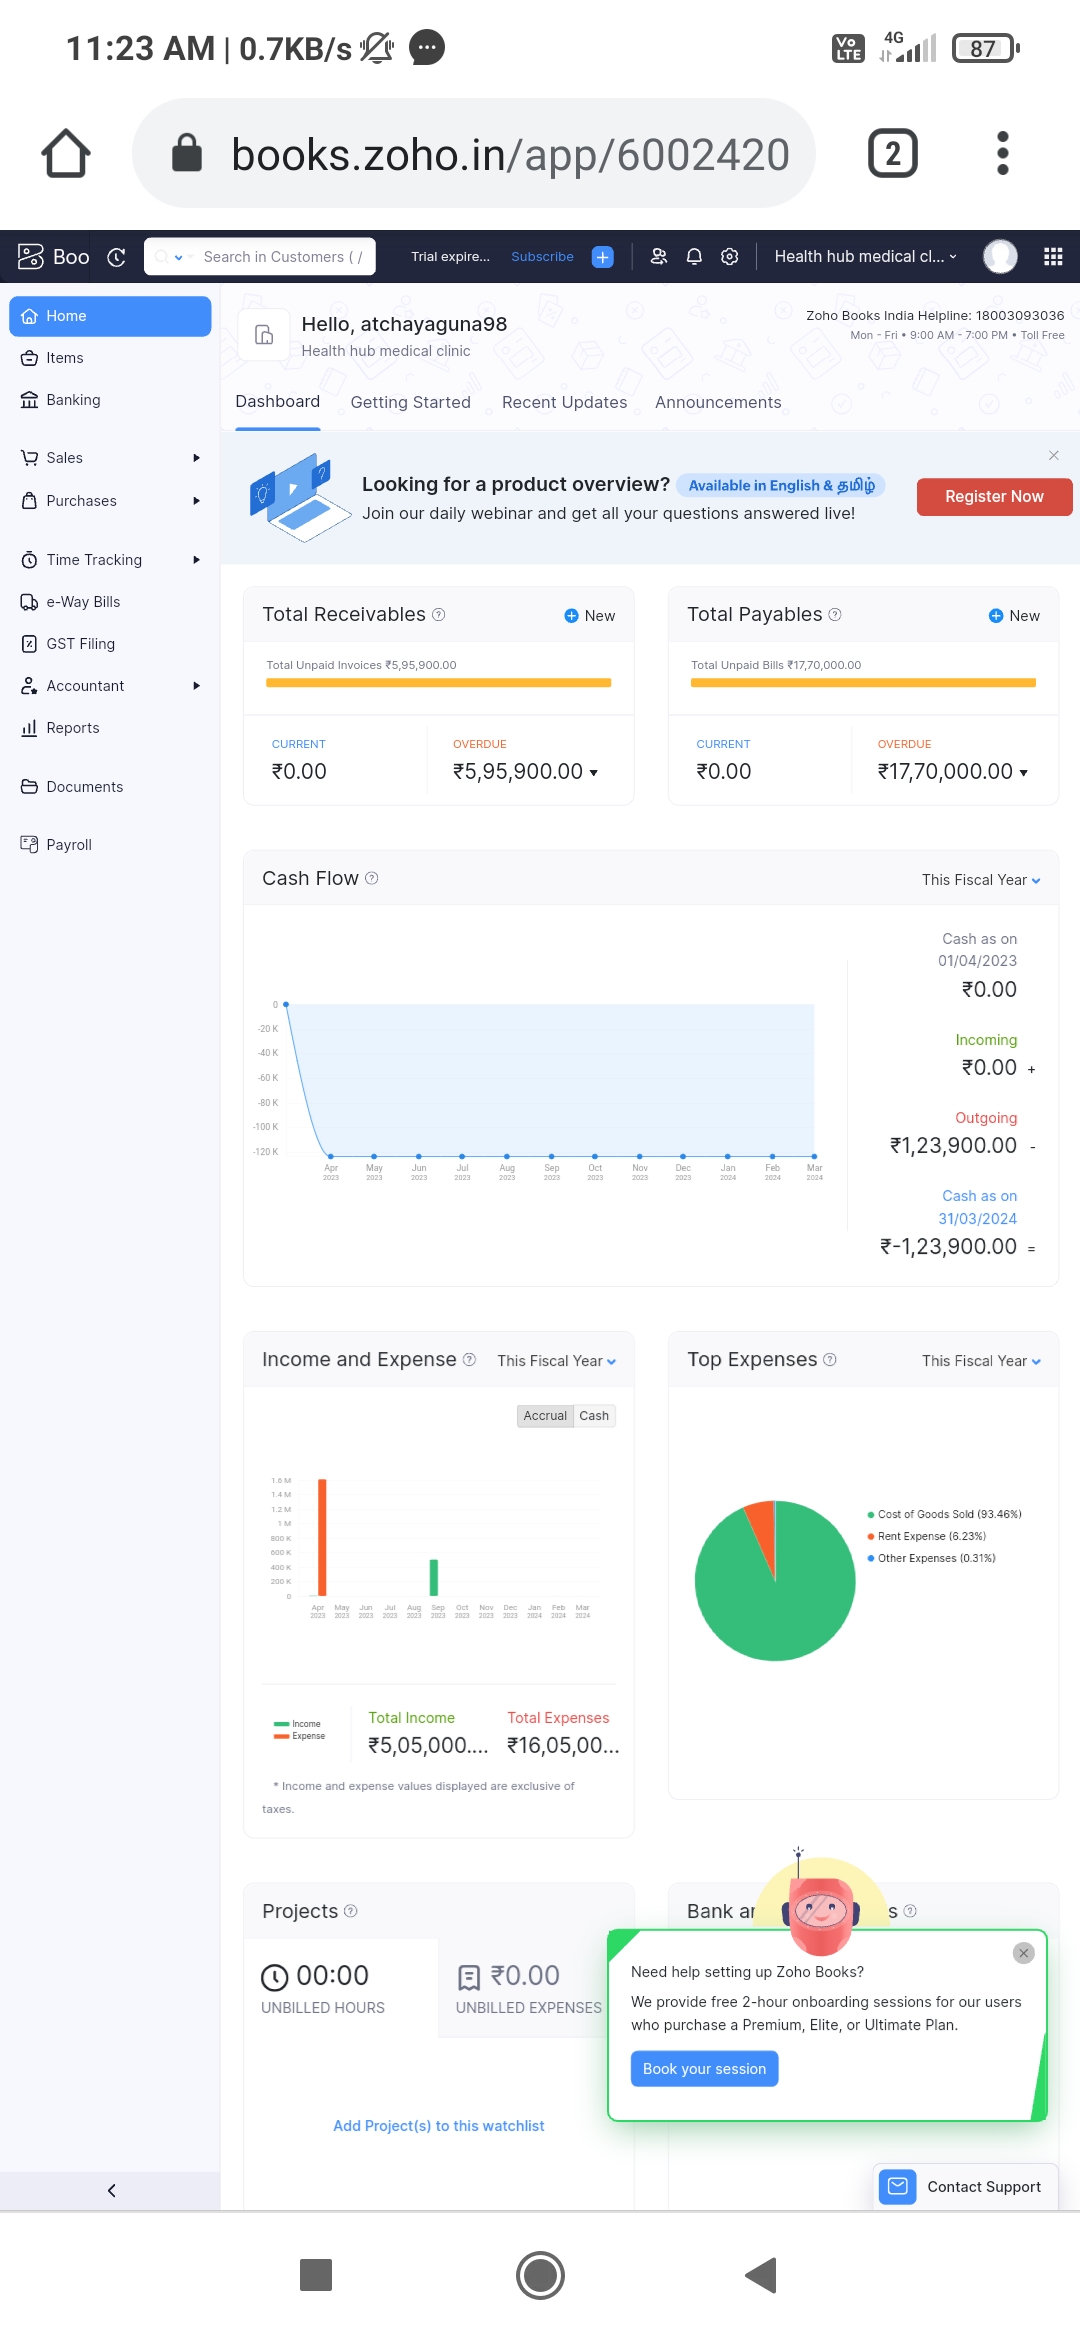 11:23 AM | 0.7KB/s
Vo LTE 4G 87
books.zoho.in/app/6002420
2
Boo Search in Customers ( / Trial expire... Subscribe Health hub medical cl...
Home
Items
Banking
Sales
Purchases
Time Tracking
e-Way Bills
GST Filing
Accountant
Reports
Documents
Payroll
Hello, atchayaguna98
Health hub medical clinic
Zoho Books India Helpline: 18003093036
Mon - Fri • 9:00 AM - 7:00 PM • Toll Free
Dashboard Getting Started Recent Updates Announcements
Looking for a product overview? Available in English & தமிழ்
Join our daily webinar and get all your questions answered live!
Register Now
Total Receivables New
Total Unpaid Invoices ₹5,95,900.00
CURRENT OVERDUE
₹0.00 ₹5,95,900.00
Total Payables New
Total Unpaid Bills ₹17,70,000.00
CURRENT OVERDUE
₹0.00 ₹17,70,000.00
Cash Flow This Fiscal Year
0
-20 K
-40 K
-60 K
-80 K
-100 K
-120 K
Apr May Jun Jul Aug Sep Oct Nov Dec Jan Feb Mar
2023 2023 2023 2023 2023 2023 2023 2023 2023 2024 2024 2024
Cash as on
01/04/2023
₹0.00
Incoming
₹0.00 +
Outgoing
₹1,23,900.00 -
Cash as on
31/03/2024
₹-1,23,900.00 =
Income and Expense This Fiscal Year
Accrual Cash
1.6 M
1.4 M
1.2 M
1 M
800 K
600 K
400 K
200 K
0
Apr May Jun Jul Aug Sep Oct Nov Dec Jan Feb Mar
2023 2023 2023 2023 2023 2023 2023 2023 2023 2024 2024 2024
Income
Expense
Total Income Total Expenses
₹5,05,000.... ₹16,05,00...
* Income and expense values displayed are exclusive of
taxes.
Top Expenses This Fiscal Year
Cost of Goods Sold (93.46%)
Rent Expense (6.23%)
Other Expenses (0.31%)
Projects
00:00 ₹0.00
UNBILLED HOURS UNBILLED EXPENSES
Add Project(s) to this watchlist
Bank ar s
Need help setting up Zoho Books?
We provide free 2-hour onboarding sessions for our users
who purchase a Premium, Elite, or Ultimate Plan.
Book your session
Contact Support